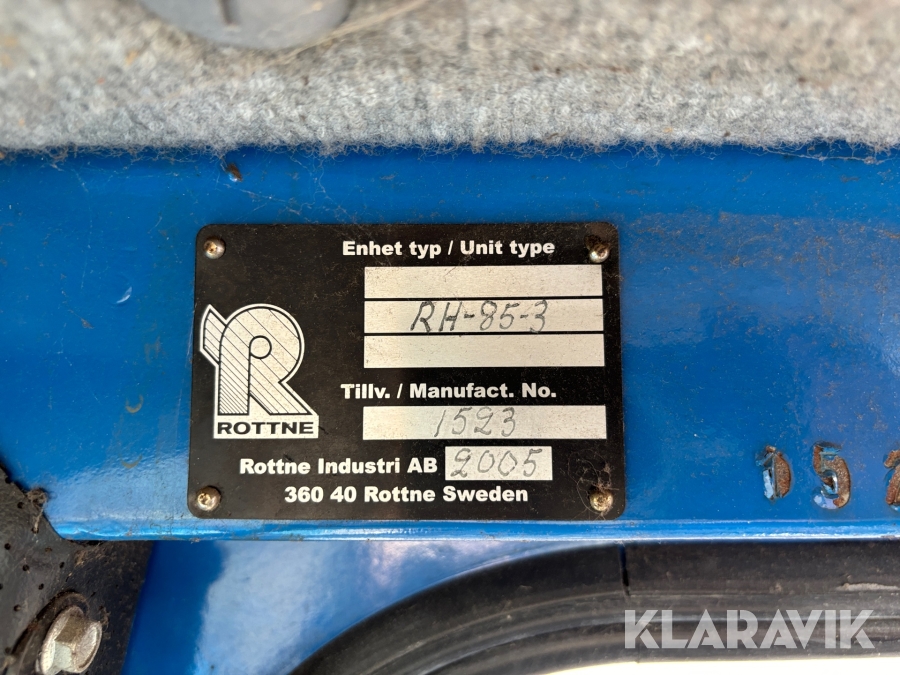 Enhet typ / Unit type
RH-85-3
Tillv. / Manufact. No.
1523
ROTTNE
Rottne Industri AB 2005
360 40 Rottne Sweden
KLARAVIK